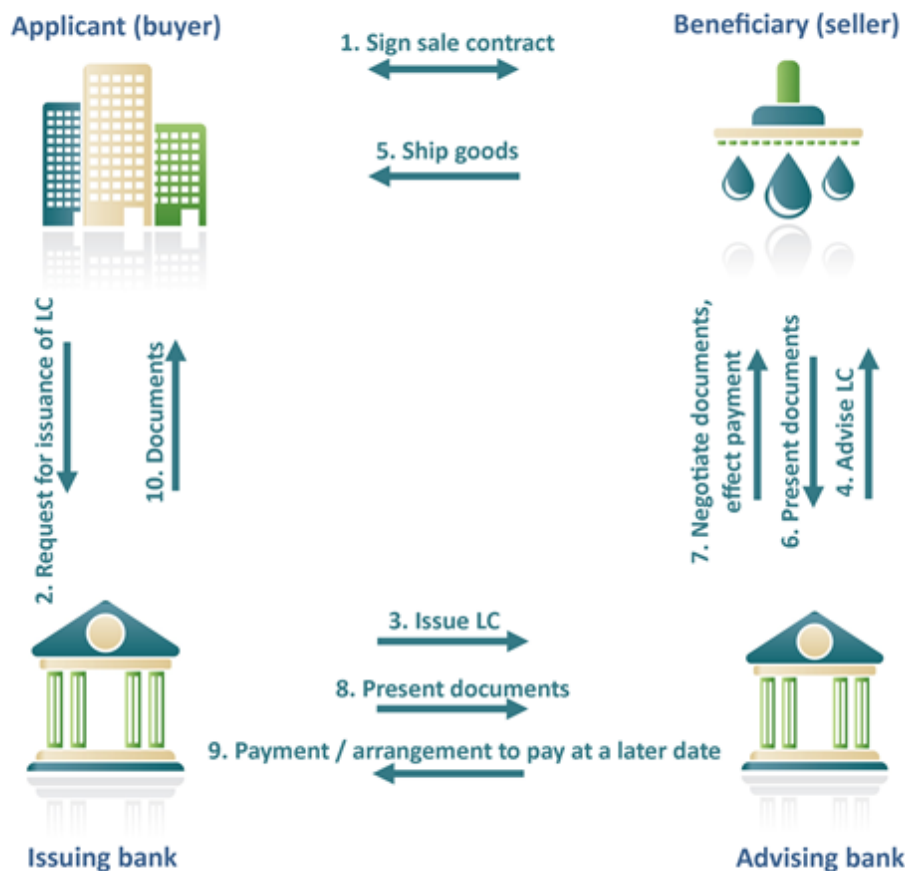 Applicant (buyer)
Beneficiary (seller)
1. Sign sale contract
5. Ship goods
2. Request for issuance of LC
10. Documents
7. Negotiate documents,
effect payment
6. Present documents
4. Advise LC
3. Issue LC
8. Present documents
9. Payment / arrangement to pay at a later date
Issuing bank
Advising bank